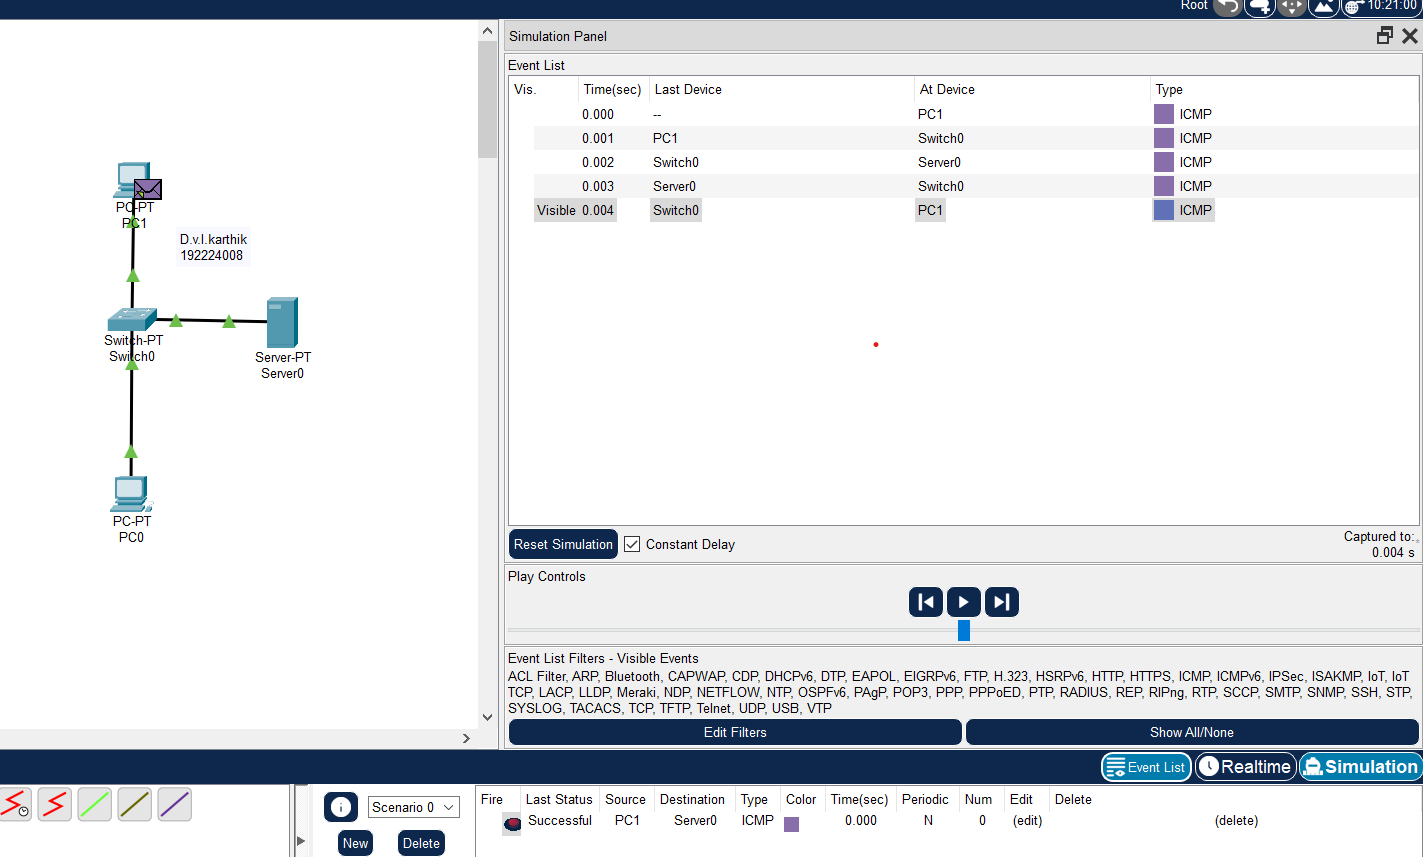 Root
10:21:00
Simulation Panel
Event List
Vis. Time(sec) Last Device At Device Type
0.000 -- PC1 ICMP
0.001 PC1 Switch0 ICMP
0.002 Switch0 Server0 ICMP
0.003 Server0 Switch0 ICMP
Visible 0.004 Switch0 PC1 ICMP
PC-PT
PC1
D.v.l.karthik
192224008
Switch-PT
Switch0
Server-PT
Server0
PC-PT
PC0
Reset Simulation Constant Delay
Captured to:
0.004 s
Play Controls
Event List Filters - Visible Events
ACL Filter, ARP, Bluetooth, CAPWAP, CDP, DHCPv6, DTP, EAPOL, EIGRPv6, FTP, H.323, HSRPv6, HTTP, HTTPS, ICMP, ICMPv6, IPSec, ISAKMP, IoT, IoT
TCP, LACP, LLDP, Meraki, NDP, NETFLOW, NTP, OSPFv6, PAgP, POP3, PPP, PPPoED, PTP, RADIUS, REP, RIPng, RTP, SCCP, SMTP, SNMP, SSH, STP,
SYSLOG, TACACS, TCP, TFTP, Telnet, UDP, USB, VTP
Edit Filters Show All/None
Event List Realtime Simulation
Scenario 0
New Delete
Fire Last Status Source Destination Type Color Time(sec) Periodic Num Edit Delete
Successful PC1 Server0 ICMP 0.000 N 0 (edit) (delete)